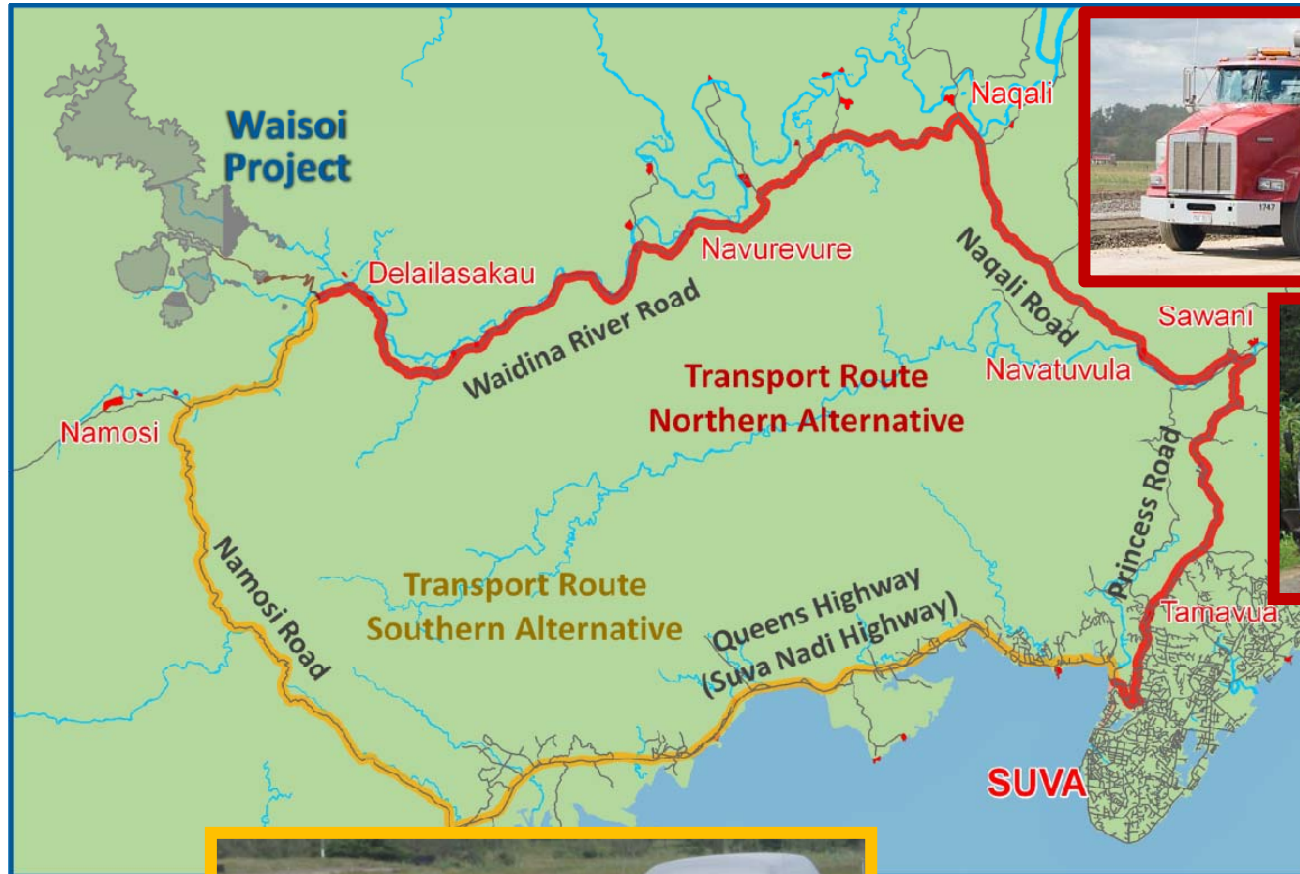 Waisoi
Project
Naqali
1747
Delailasakau
Navurevure
Naqali Road
Sawani
Waidina River Road
Navatuvula
Transport Route
Northern Alternative
Namosi
Princess Road
Namosi Road
Transport Route
Southern Alternative
Queens Highway
(Suva Nadi Highway)
Tamavua
SUVA